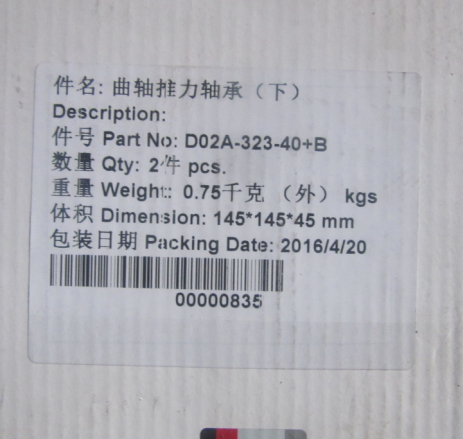 件名: 曲轴推力轴承（下）
Description:
件号 Part No: D02A-323-40+B
数量 Qty: 2件 pcs.
重量 Weight: 0.75千克 （外） kgs
体积 Dimension: 145*145*45 mm
包装日期 Packing Date: 2016/4/20
00000835